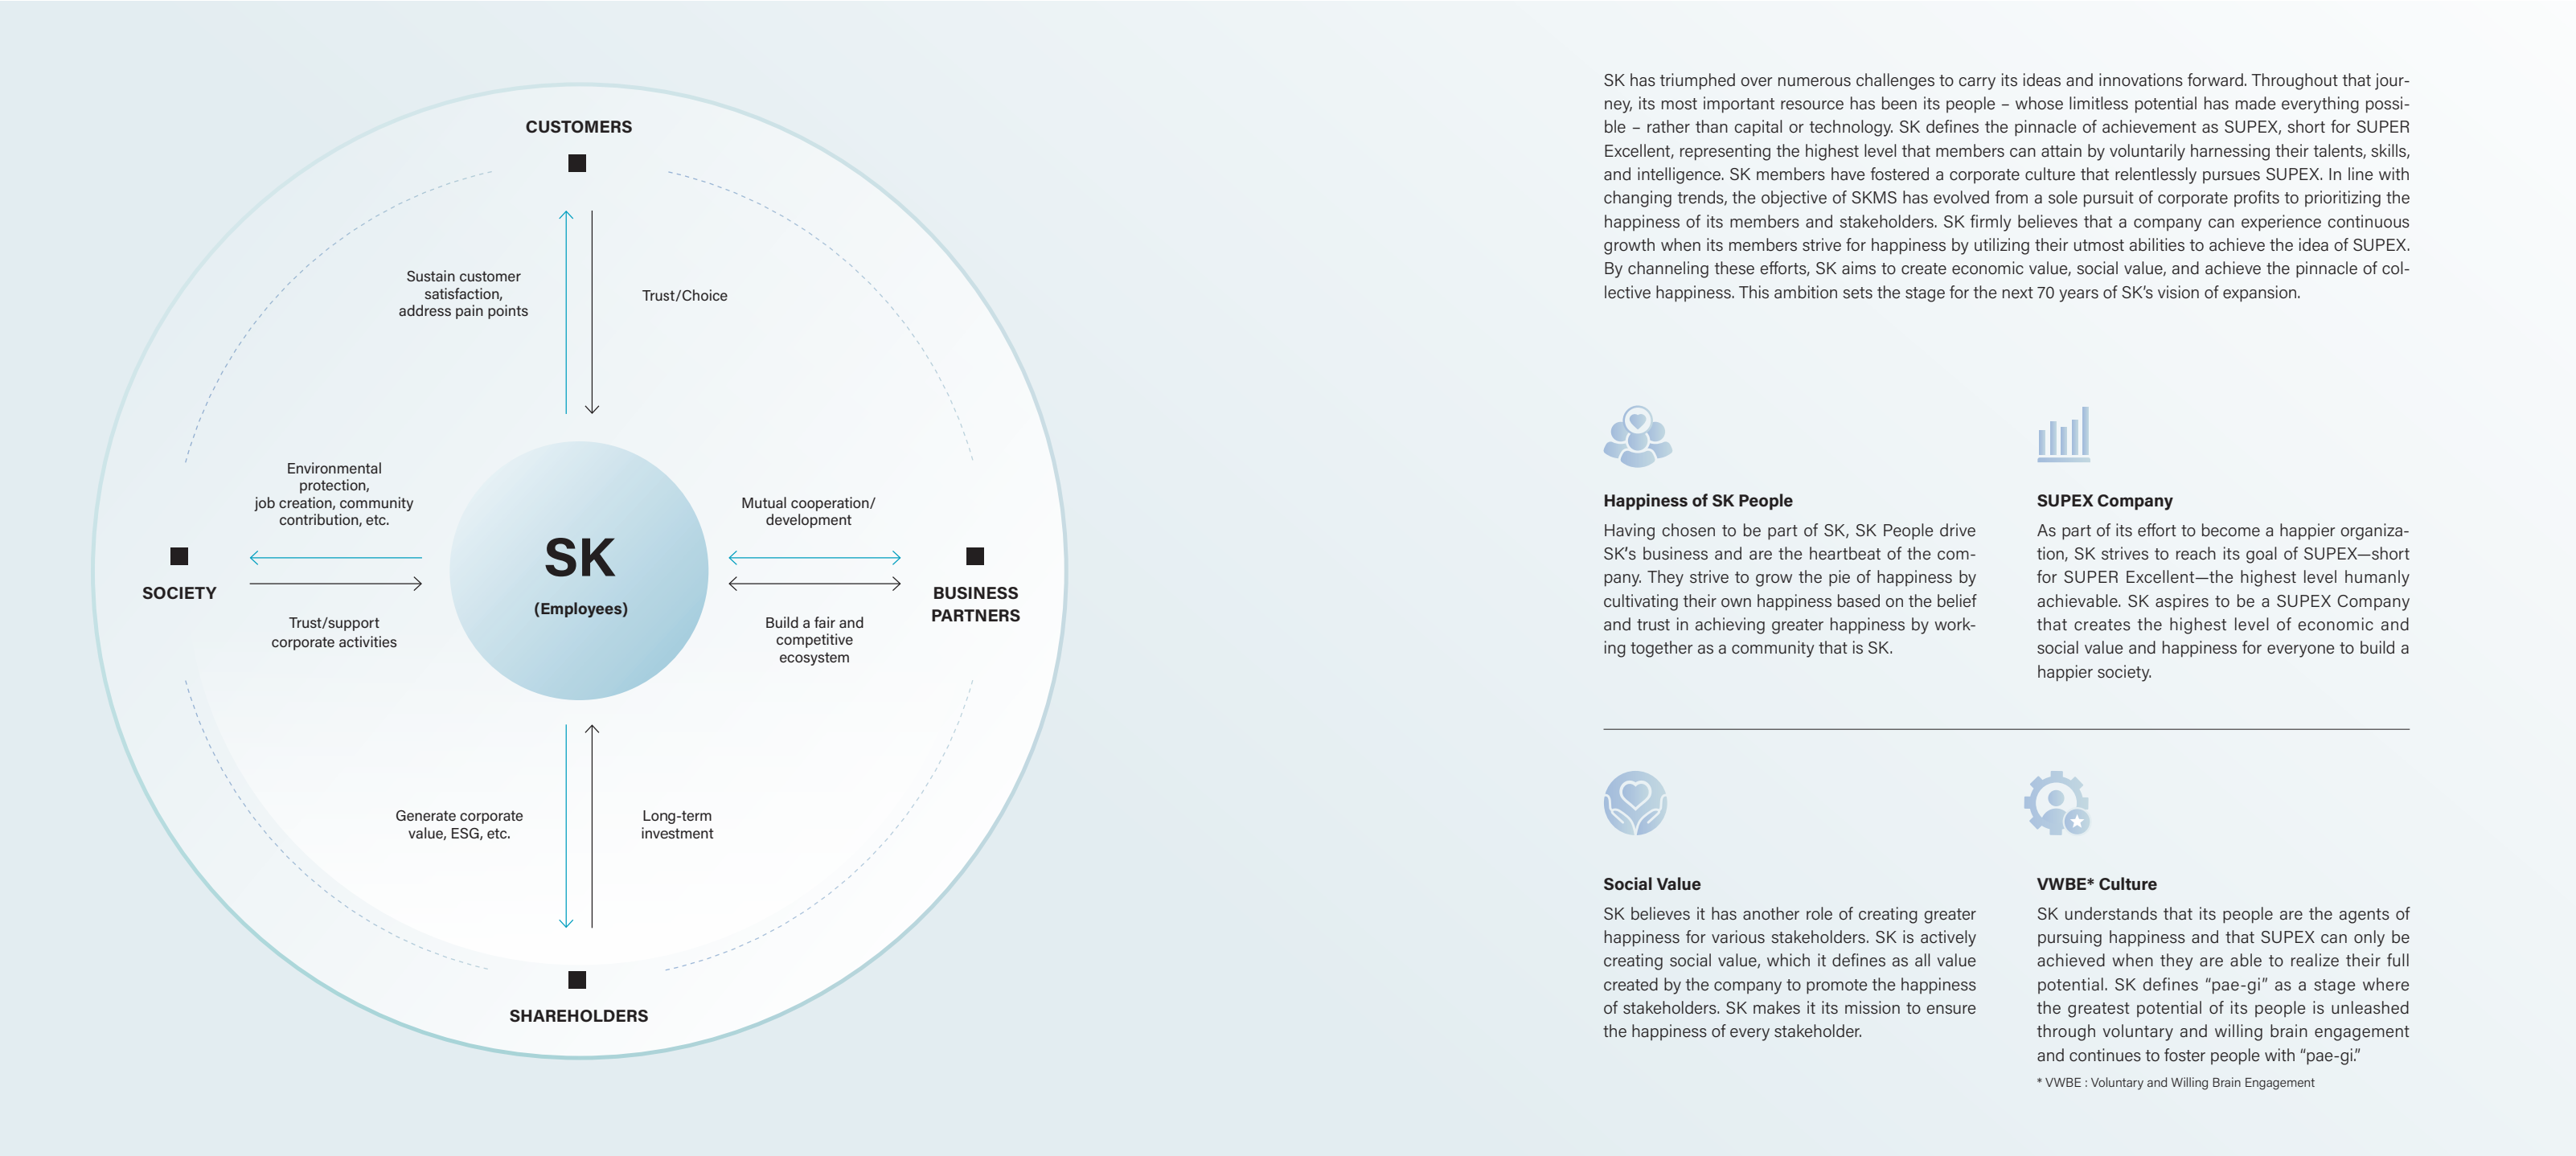 CUSTOMERS
Sustain customer
satisfaction,
address pain points
Trust/Choice
Environmental
protection,
job creation, community
contribution, etc.
SOCIETY
Trust/support
corporate activities
SK
(Employees)
Mutual cooperation/
development
BUSINESS
PARTNERS
Build a fair and
competitive
ecosystem
Generate corporate
value, ESG, etc.
Long-term
investment
SHAREHOLDERS
SK has triumphed over numerous challenges to carry its ideas and innovations forward. Throughout that jour-
ney, its most important resource has been its people – whose limitless potential has made everything possi-
ble – rather than capital or technology. SK defines the pinnacle of achievement as SUPEX, short for SUPER
Excellent, representing the highest level that members can attain by voluntarily harnessing their talents, skills,
and intelligence. SK members have fostered a corporate culture that relentlessly pursues SUPEX. In line with
changing trends, the objective of SKMS has evolved from a sole pursuit of corporate profits to prioritizing the
happiness of its members and stakeholders. SK firmly believes that a company can experience continuous
growth when its members strive for happiness by utilizing their utmost abilities to achieve the idea of SUPEX.
By channeling these efforts, SK aims to create economic value, social value, and achieve the pinnacle of col-
lective happiness. This ambition sets the stage for the next 70 years of SK’s vision of expansion.
Happiness of SK People
Having chosen to be part of SK, SK People drive
SK’s business and are the heartbeat of the com-
pany. They strive to grow the pie of happiness by
cultivating their own happiness based on the belief
and trust in achieving greater happiness by work-
ing together as a community that is SK.
SUPEX Company
As part of its effort to become a happier organiza-
tion, SK strives to reach its goal of SUPEX—short
for SUPER Excellent—the highest level humanly
achievable. SK aspires to be a SUPEX Company
that creates the highest level of economic and
social value and happiness for everyone to build a
happier society.
Social Value
SK believes it has another role of creating greater
happiness for various stakeholders. SK is actively
creating social value, which it defines as all value
created by the company to promote the happiness
of stakeholders. SK makes it its mission to ensure
the happiness of every stakeholder.
VWBE* Culture
SK understands that its people are the agents of
pursuing happiness and that SUPEX can only be
achieved when they are able to realize their full
potential. SK defines “pae-gi” as a stage where
the greatest potential of its people is unleashed
through voluntary and willing brain engagement
and continues to foster people with “pae-gi.”
* VWBE : Voluntary and Willing Brain Engagement